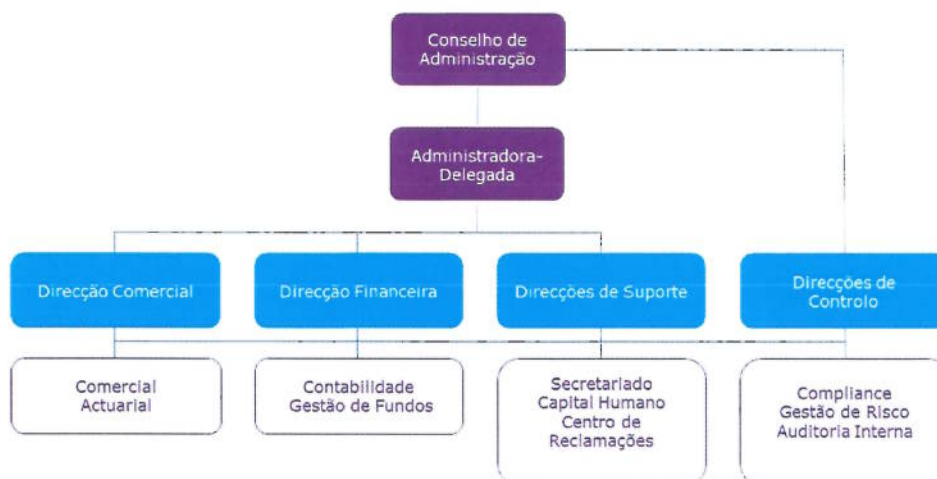 Conselho de
Administração
Administradora-
Delegada
Direcção Comercial
Direcção Financeira
Direcções de Suporte
Direcções de
Controlo
Comercial
Actuarial
Contabilidade
Gestão de Fundos
Secretariado
Capital Humano
Centro de
Reclamações
Compliance
Gestão de Risco
Auditoria Interna